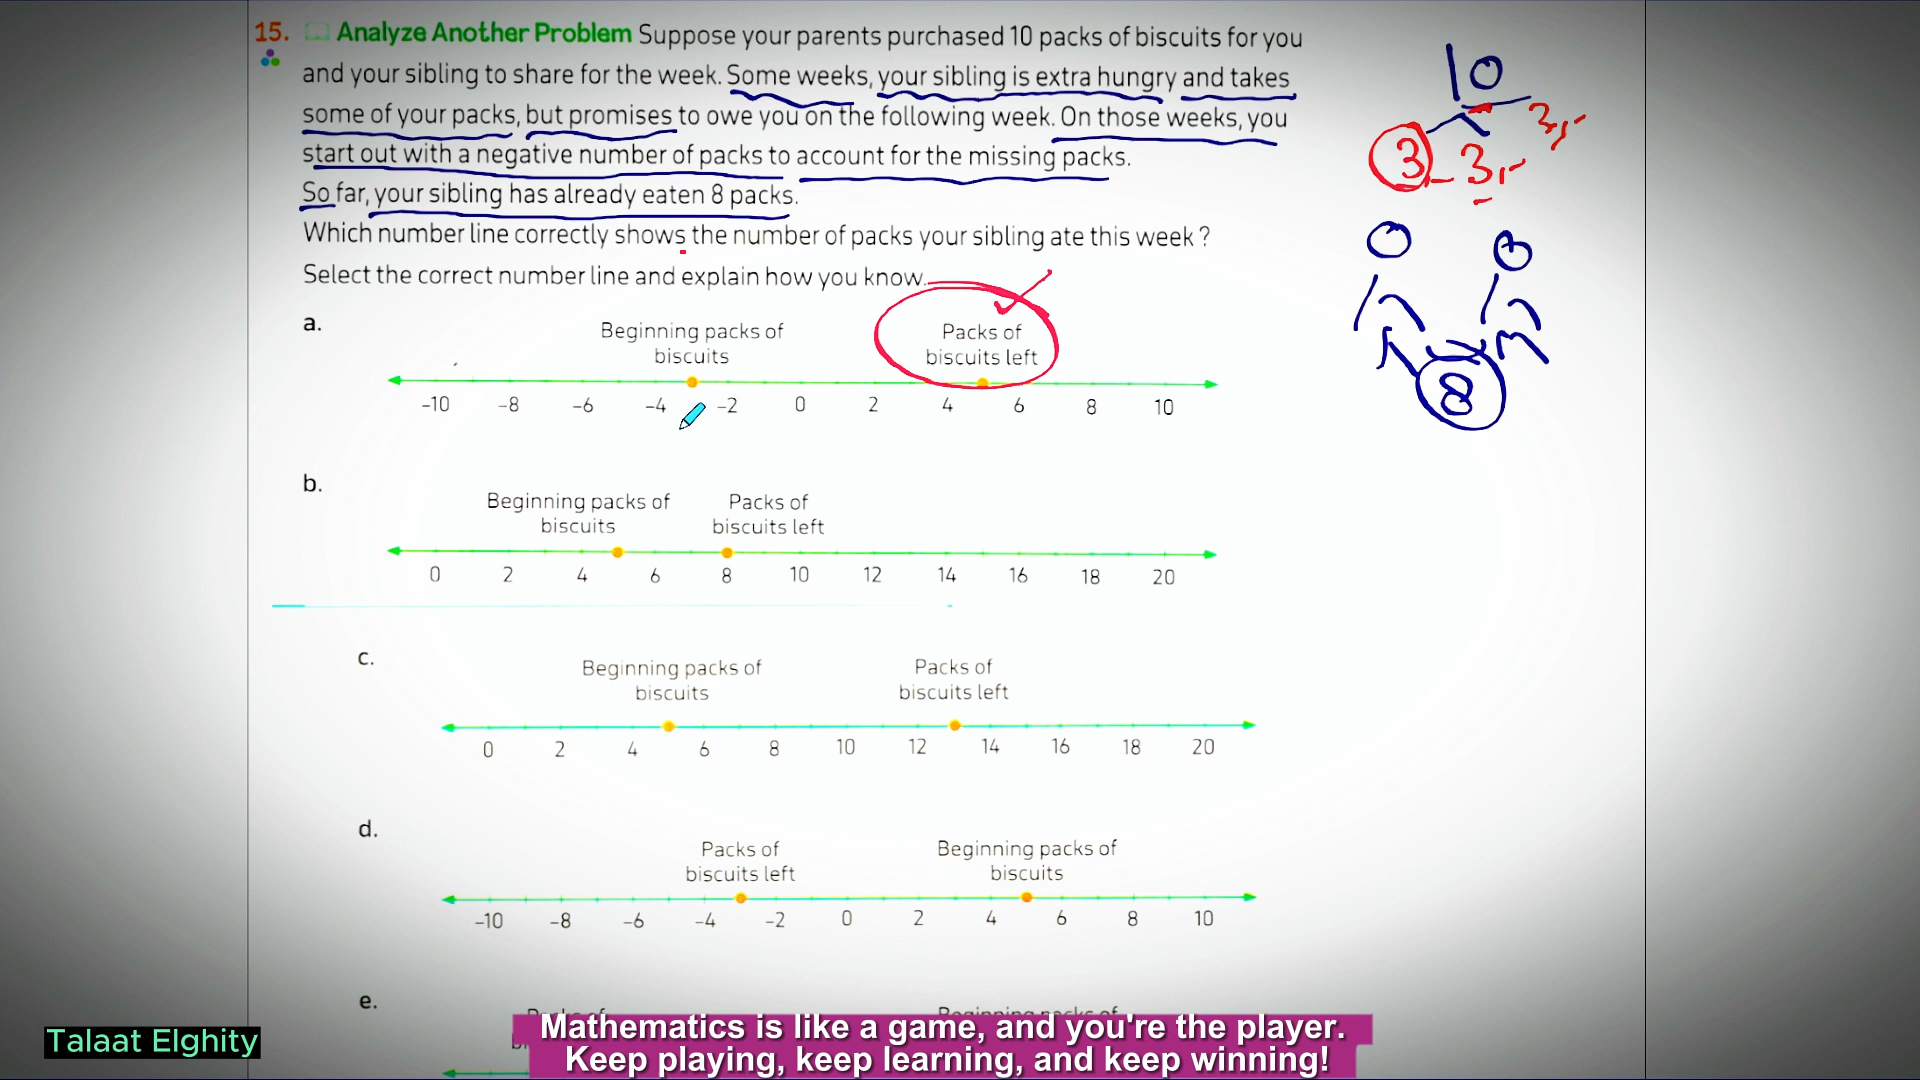 15. Analyze Another Problem Suppose your parents purchased 10 packs of biscuits for you
and your sibling to share for the week. Some weeks, your sibling is extra hungry and takes
some of your packs, but promises to owe you on the following week. On those weeks, you
start out with a negative number of packs to account for the missing packs.
So far, your sibling has already eaten 8 packs.
Which number line correctly shows the number of packs your sibling ate this week ?
Select the correct number line and explain how you know.
10
3
3
3
8
a.
Beginning packs of
biscuits
Packs of
biscuits left
-10 -8 -6 -4 -2 0 2 4 6 8 10
b.
Beginning packs of
biscuits
Packs of
biscuits left
0 2 4 6 8 10 12 14 16 18 20
c.
Beginning packs of
biscuits
Packs of
biscuits left
0 2 4 6 8 10 12 14 16 18 20
d.
Packs of
biscuits left
Beginning packs of
biscuits
-10 -8 -6 -4 -2 0 2 4 6 8 10
e.
Talaat Elghity
Mathematics is like a game, and you're the player.
Keep playing, keep learning, and keep winning!